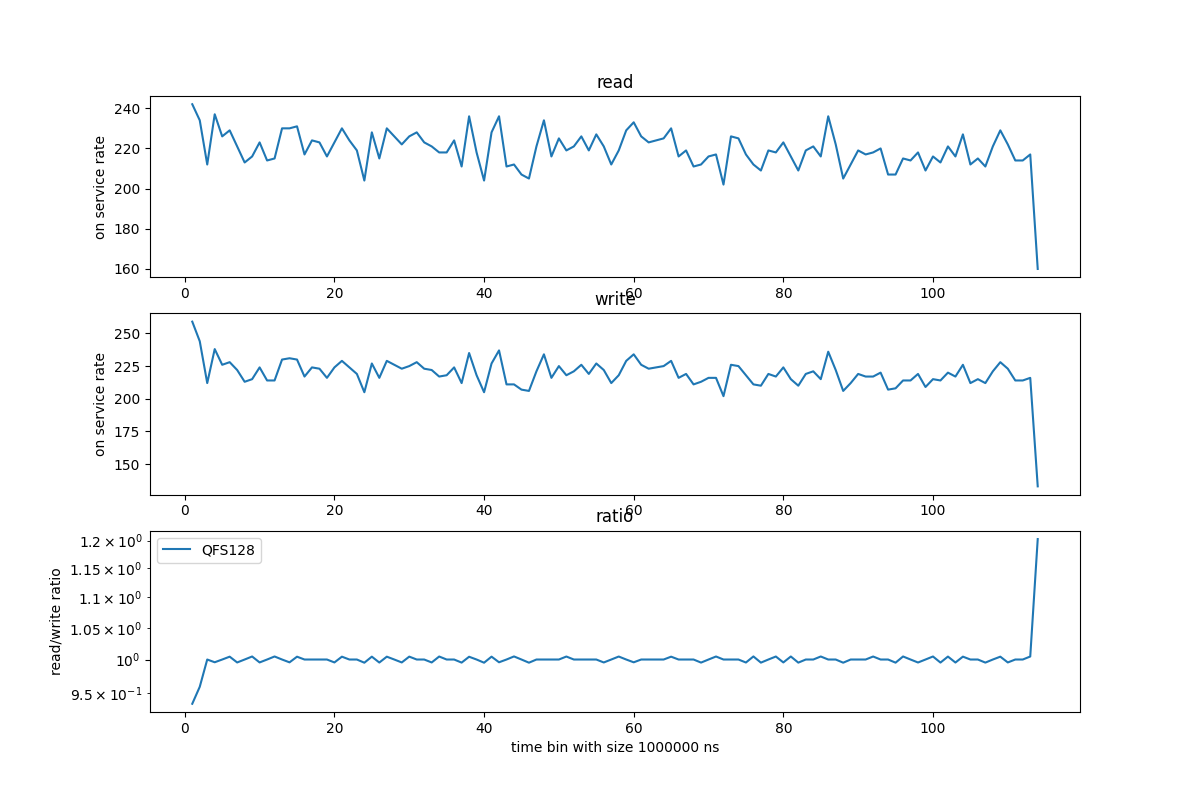 read
on service rate
240
220
200
180
160
0 20 40 60 80 100
write
on service rate
250
225
200
175
150
0 20 40 60 80 100
ratio
read/write ratio
1.2 × 10⁰
1.15 × 10⁰
1.1 × 10⁰
1.05 × 10⁰
10⁰
9.5 × 10⁻¹
QFS128
0 20 40 60 80 100
time bin with size 1000000 ns